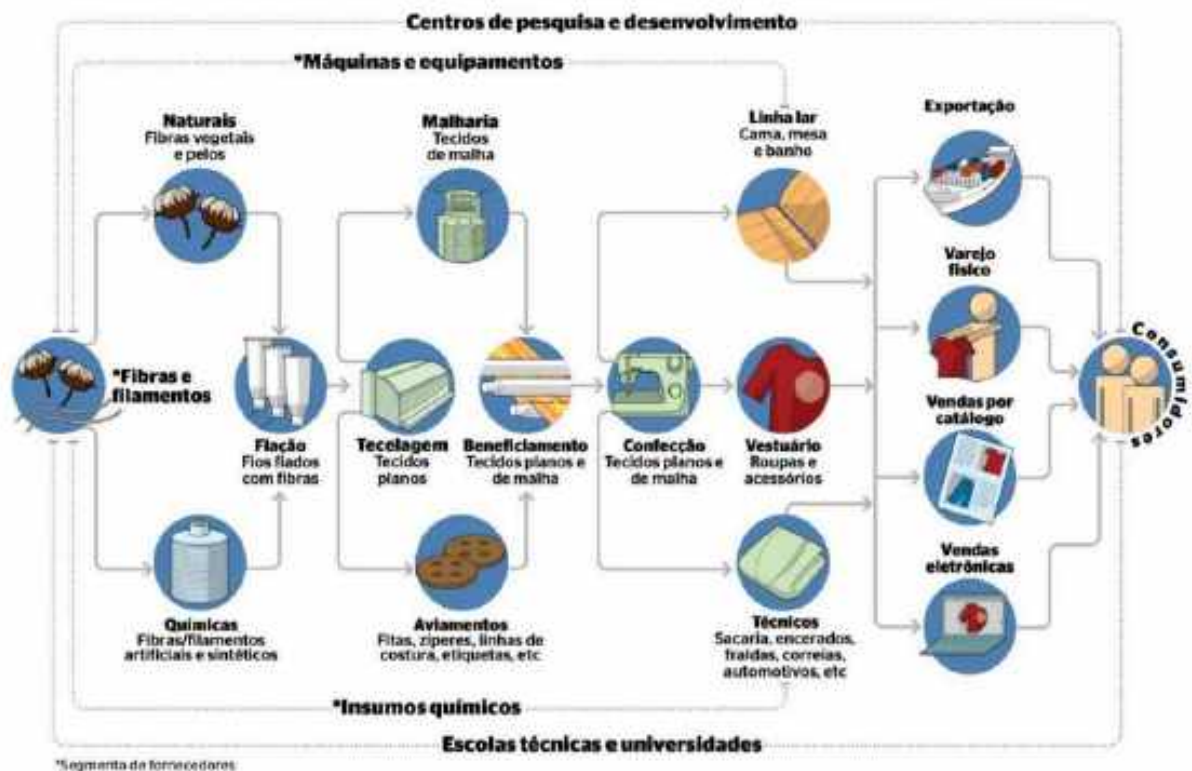 Centros de pesquisa e desenvolvimento
*Máquinas e equipamentos
Naturais
Fibras vegetais
e pelos
Malharia
Tecidos
de malha
Linha lar
Cama, mesa
e banho
Exportação
Varejo
físico
*Fibras e
filamentos
Fiação
Fios fiados
com fibras
Tecelagem
Tecidos
planos
Beneficiamento
Tecidos planos e
de malha
Confecção
Tecidos planos e
de malha
Vestuário
Roupas e
acessórios
Vendas por
catálogo
Consumidores
Vendas
eletrônicas
Químicas
Fibras/filamentos
artificiais e sintéticos
Aviamentos
Fitas, zíperes, linhas de
costura, etiquetas, etc
Técnicos
Sacaria, encerados,
fraldas, correias,
automotivos, etc
*Insumos químicos
Escolas técnicas e universidades
*Segmento de fornecedores